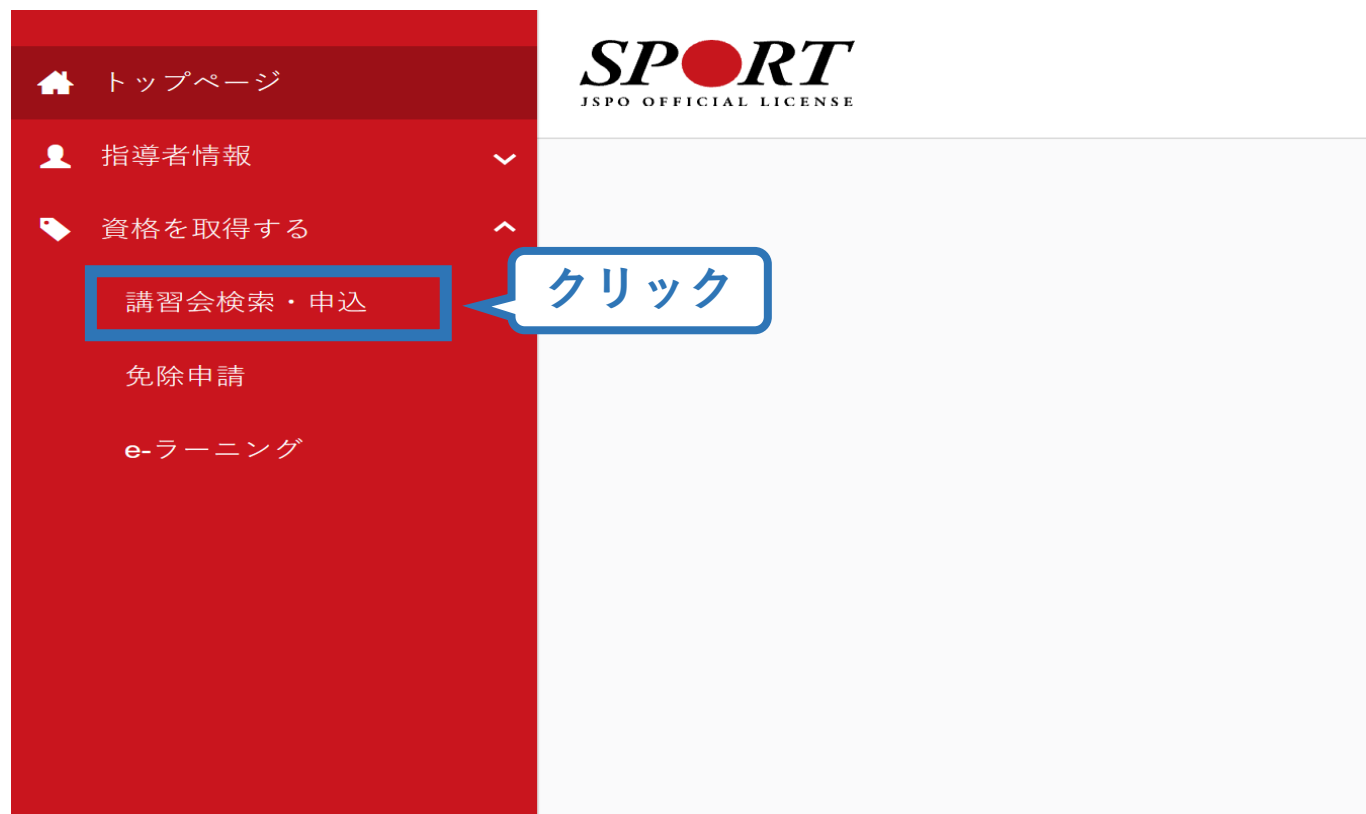 トップページ
指導者情報
資格を取得する
講習会検索・申込
免除申請
e-ラーニング
クリック
SPORT
JSPO OFFICIAL LICENSE